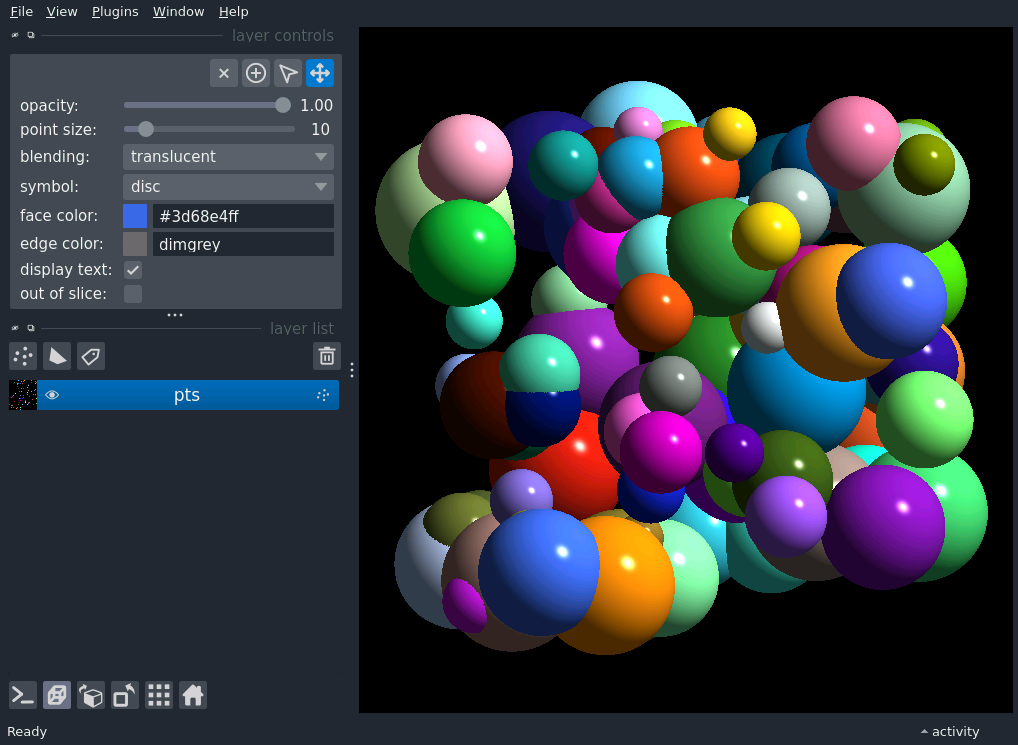 File View Plugins Window Help
layer controls
opacity: 1.00
point size: 10
blending: translucent
symbol: disc
face color: #3d68e4ff
edge color: dimgrey
display text:
out of slice:
layer list
pts
Ready activity